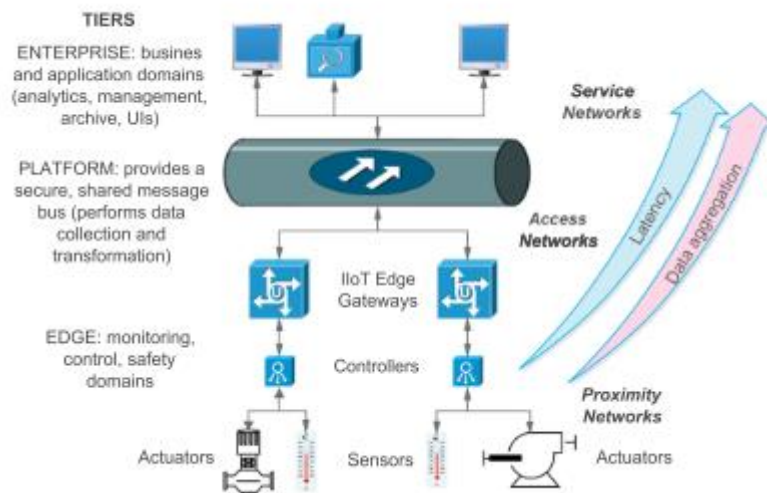 TIERS
ENTERPRISE: busines
and application domains
(analytics, management,
archive, UIs)
Service
Networks
PLATFORM: provides a
secure, shared message
bus (performs data
collection and
transformation)
Access
Networks
Latency
Data aggregation
IIoT Edge
Gateways
U
U
EDGE: monitoring,
control, safety
domains
Controllers
Proximity
Networks
Actuators
Sensors
Actuators